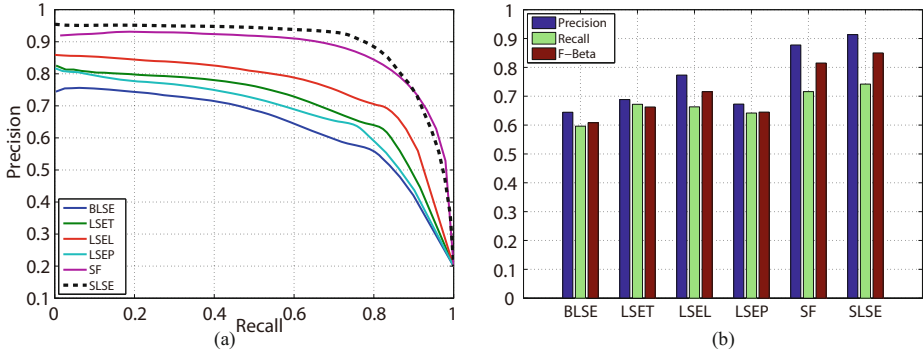 1
0.9
0.8
0.7
0.6
0.5
0.4
0.3
0.2
0.1
Precision
BLSE
LSET
LSEL
LSEP
SF
SLSE
0 0.2 0.4 0.6 0.8 1
Recall
(a)
1
0.9
0.8
0.7
0.6
0.5
0.4
0.3
0.2
0.1
0
Precision
Recall
F-Beta
BLSE LSET LSEL LSEP SF SLSE
(b)